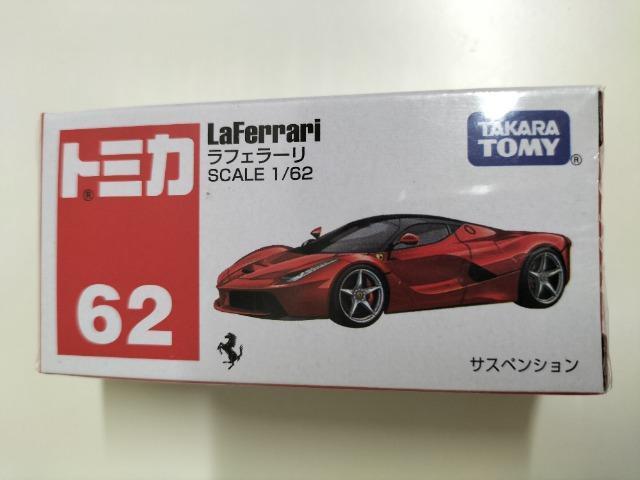 トミカ®
62
LaFerrari
ラフェラーリ
SCALE 1/62
TAKARA
TOMY®
サスペンション